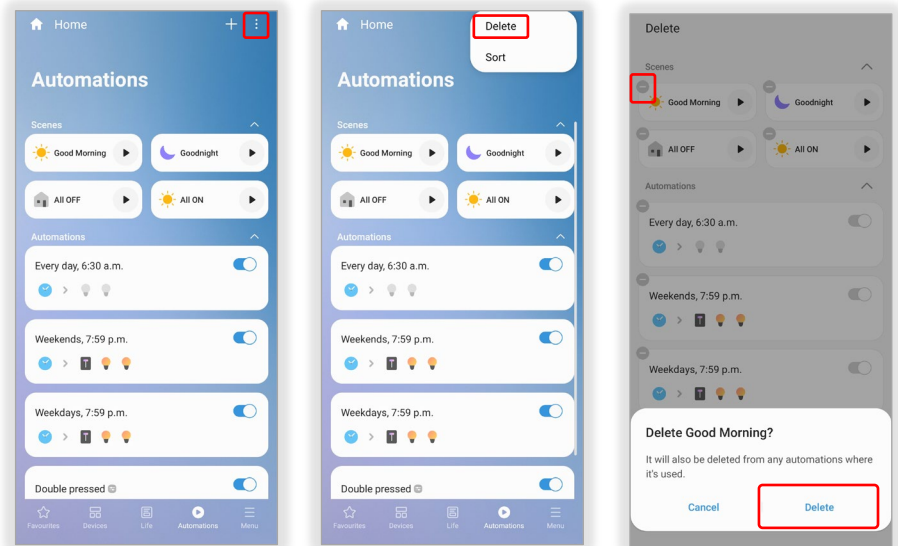 Home
Automations
Scenes
Good Morning
Goodnight
All OFF
All ON
Automations
Every day, 6:30 a.m.
Weekends, 7:59 p.m.
Weekdays, 7:59 p.m.
Double pressed
Favourites
Devices
Life
Automations
Menu
Home
Delete
Sort
Automations
Scenes
Good Morning
Goodnight
All OFF
All ON
Automations
Every day, 6:30 a.m.
Weekends, 7:59 p.m.
Weekdays, 7:59 p.m.
Double pressed
Favourites
Devices
Life
Automations
Menu
Delete
Scenes
Good Morning
Goodnight
All OFF
All ON
Automations
Every day, 6:30 a.m.
Weekends, 7:59 p.m.
Weekdays, 7:59 p.m.
Delete Good Morning?
It will also be deleted from any automations where
it's used.
Cancel
Delete